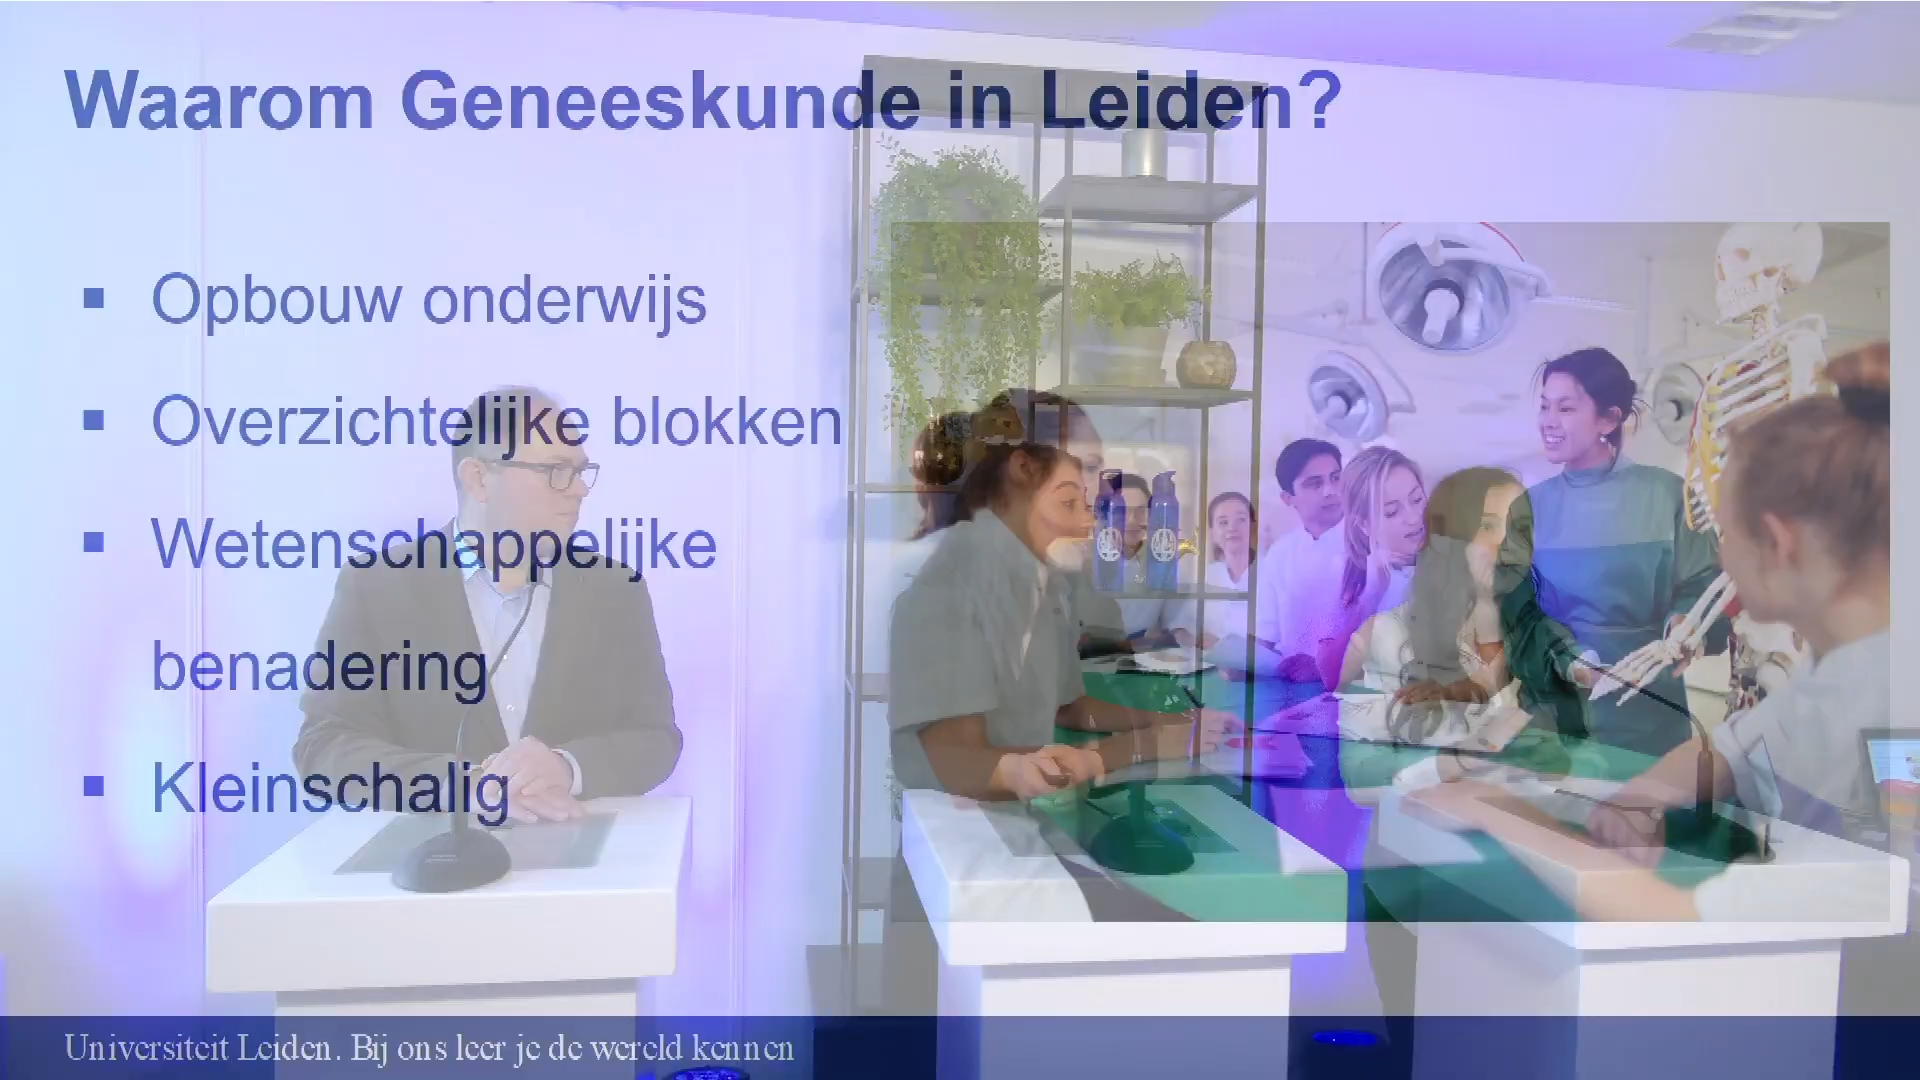 Waarom Geneeskunde in Leiden?
▪ Opbouw onderwijs
▪ Overzichtelijke blokken
▪ Wetenschappelijke
benadering
▪ Kleinschalig
Universiteit Leiden. Bij ons leer je de wereld kennen